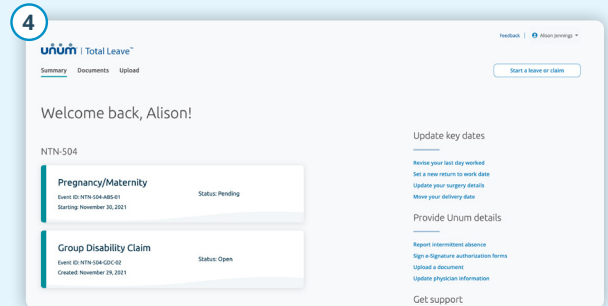 4
Feedback | Alison Jennings
unum | Total Leave™
Summary Documents Upload
Start a leave or claim
Welcome back, Alison!
NTN-504
Pregnancy/Maternity
Event ID: NTN-504-ABS-01
Starting: November 30, 2021
Status: Pending
Group Disability Claim
Event ID: NTN-504-GDC-02
Created: November 29, 2021
Status: Open
Update key dates
Revise your last day worked
Set a new return to work date
Update your surgery details
Move your delivery date
Provide Unum details
Report intermittent absence
Sign e-Signature authorization forms
Upload a document
Update physician information
Get support